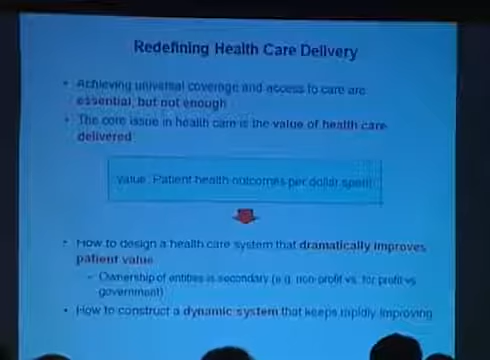 Redefining Health Care Delivery
• Achieving universal coverage and access to care are
essential, but not enough
• The core issue in health care is the value of health care
delivered
Value: Patient health outcomes per dollar spent
• How to design a health care system that dramatically improves
patient value
– Ownership of entities is secondary (e.g. non-profit vs. for profit vs.
government)
• How to construct a dynamic system that keeps rapidly improving